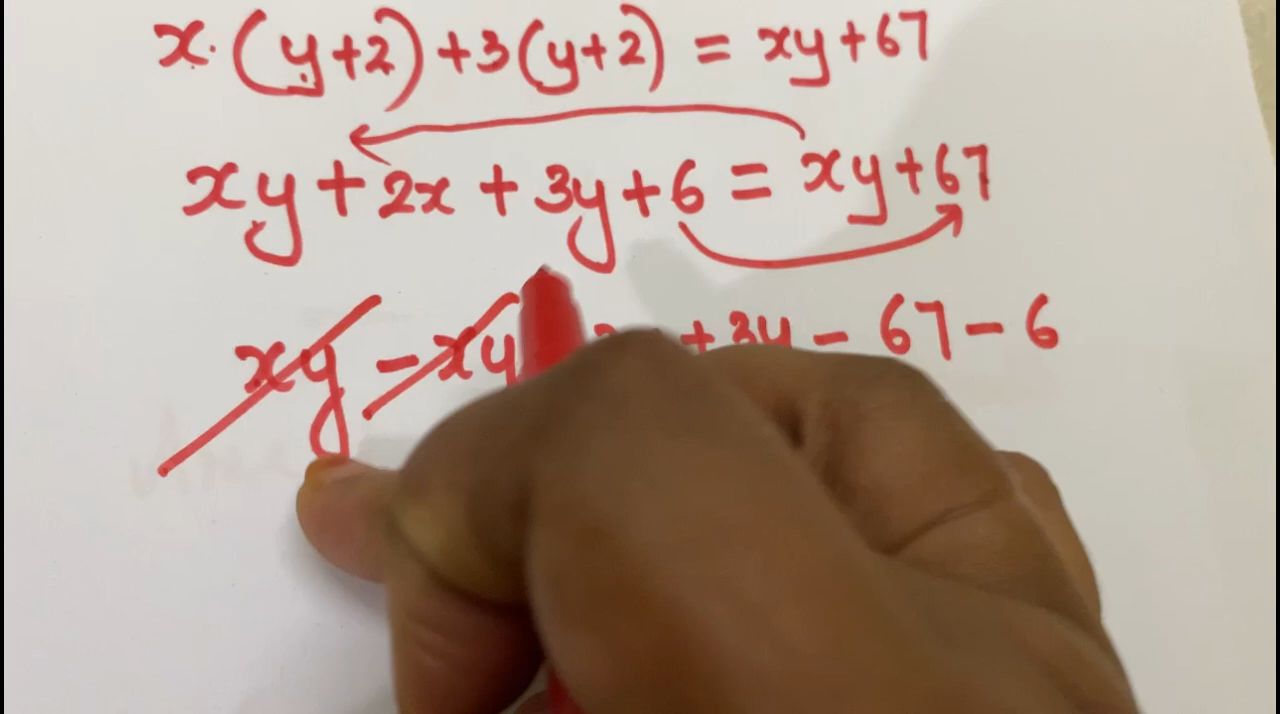 x. (y+2) +3(y+2) = xy+67
xy+2x + 3y+6 = xy+67
xy - xy + 3y - 67-6